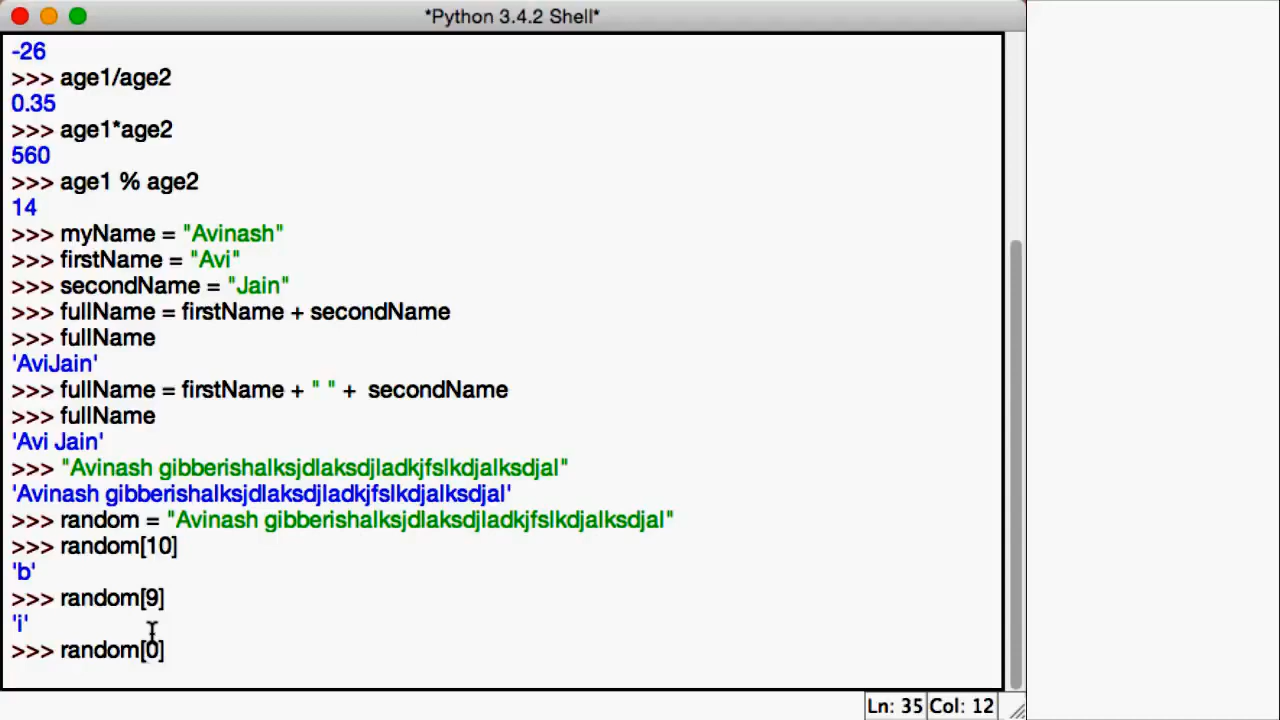 *Python 3.4.2 Shell*
-26
>>> age1/age2
0.35
>>> age1*age2
560
>>> age1 % age2
14
>>> myName = "Avinash"
>>> firstName = "Avi"
>>> secondName = "Jain"
>>> fullName = firstName + secondName
>>> fullName
'AviJain'
>>> fullName = firstName + " " +  secondName
>>> fullName
'Avi Jain'
>>> "Avinash gibberishalksjdlaksdjladkjfslkdjalksdjal"
'Avinash gibberishalksjdlaksdjladkjfslkdjalksdjal'
>>> random = "Avinash gibberishalksjdlaksdjladkjfslkdjalksdjal"
>>> random[10]
'b'
>>> random[9]
'i'
>>> random[0]
Ln: 35 Col: 12